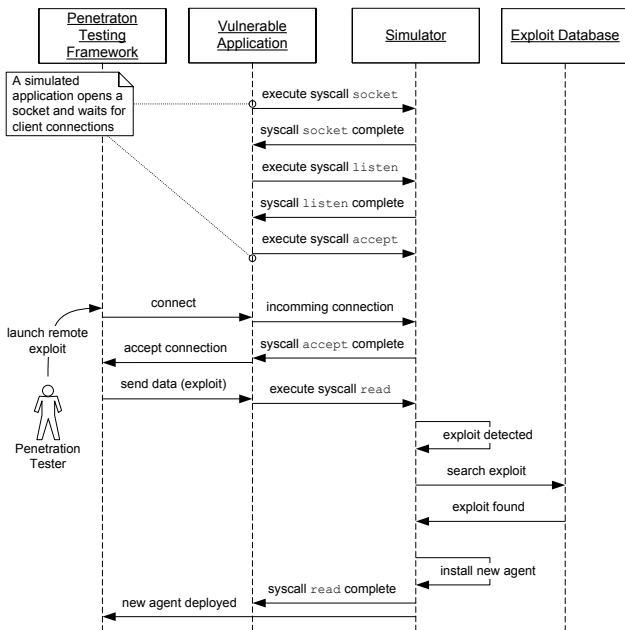 Penetraton
Testing
Framework
Vulnerable
Application
Simulator
Exploit Database
A simulated
application opens a
socket and waits for
client connections
execute syscall socket
syscall socket complete
execute syscall listen
syscall listen complete
execute syscall accept
connect
incomming connection
launch remote
exploit
accept connection
syscall accept complete
send data (exploit)
execute syscall read
Penetration
Tester
exploit detected
search exploit
exploit found
install new agent
syscall read complete
new agent deployed